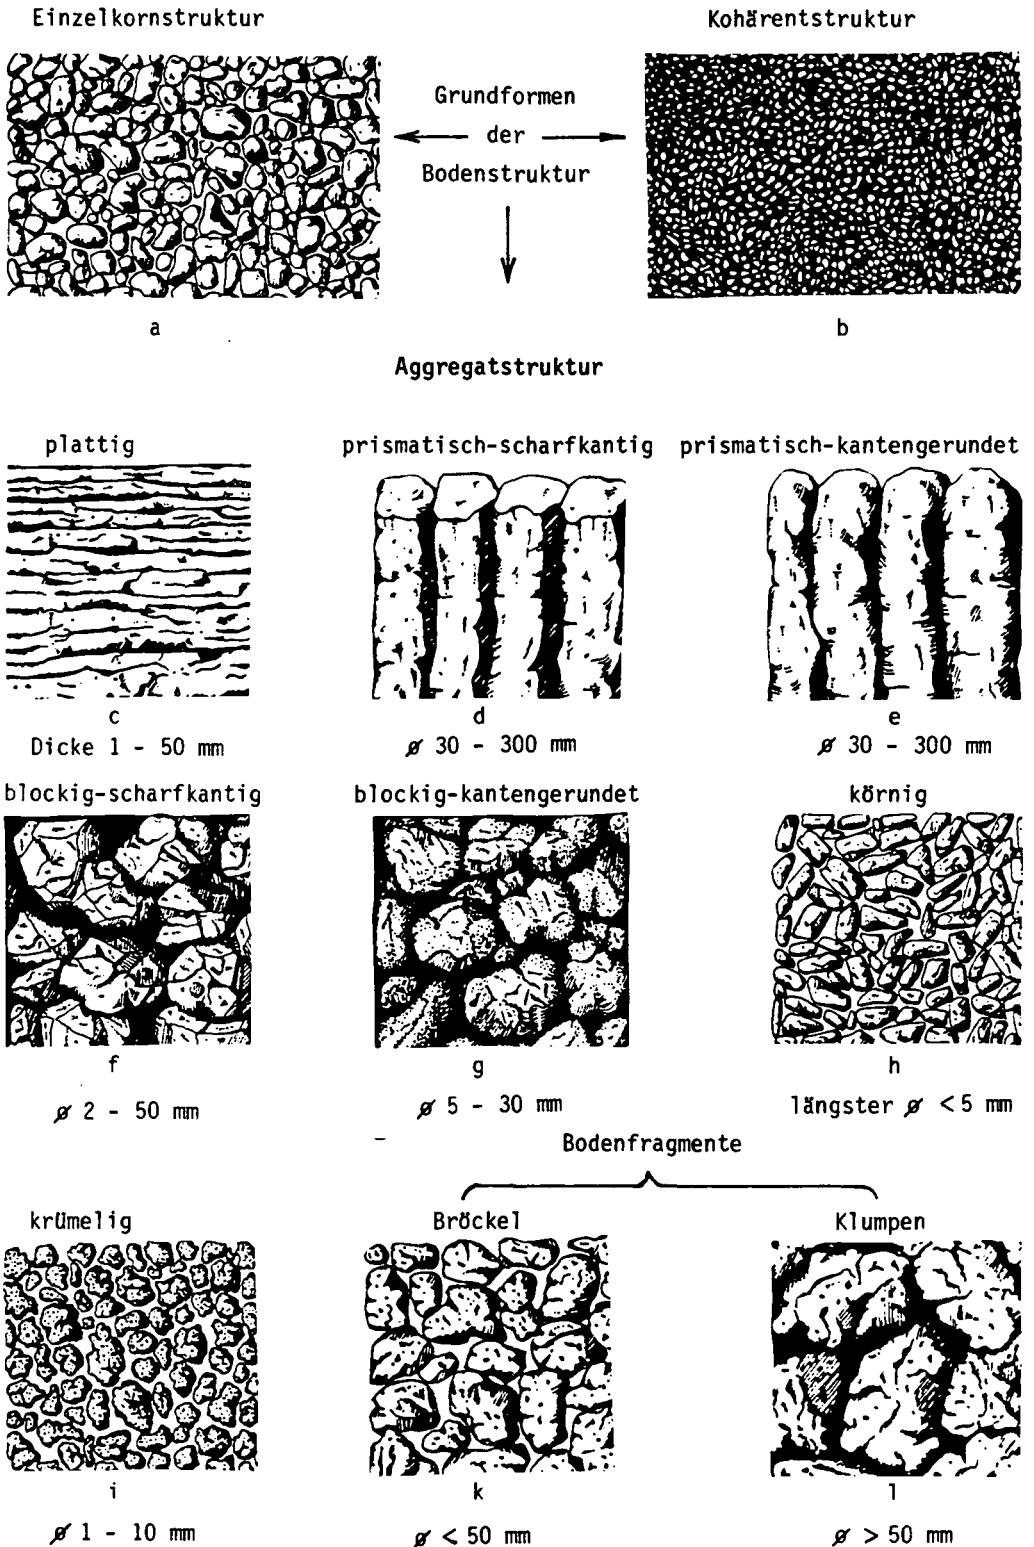 Einzelkornstruktur
Kohärentstruktur
Grundformen
der
Bodenstruktur
a
b
Aggregatstruktur
plattig
prismatisch-scharfkantig
prismatisch-kantengerundet
c
d
e
Dicke 1 - 50 mm
ø 30 - 300 mm
ø 30 - 300 mm
blockig-scharfkantig
blockig-kantengerundet
körnig
f
g
h
ø 2 - 50 mm
ø 5 - 30 mm
längster ø < 5 mm
Bodenfragmente
krümelig
Bröckel
Klumpen
i
k
l
ø 1 - 10 mm
ø < 50 mm
ø > 50 mm